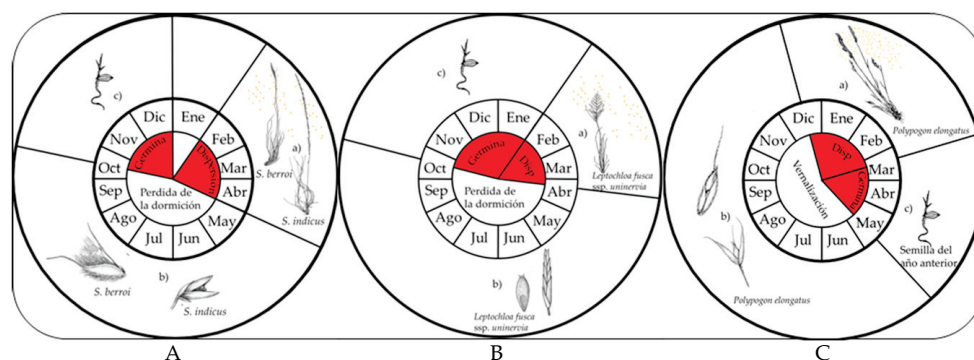 c)
Dic
Ene
Nov
Feb
Oct
Mar
Sep
Abr
Ago
May
Jul
Jun
Germina
Dispersion
Perdida de
la dormición
a)
S. berroi
S. indicus
S. berroi
b)
S. indicus
A
c)
Dic
Ene
Nov
Feb
Oct
Mar
Sep
Abr
Ago
May
Jul
Jun
Germina
Disp
Perdida de
la dormición
a)
Leptochloa fusca
ssp. uninervia
b)
Leptochloa fusca
ssp. uninervia
B
Dic
Ene
Nov
Feb
Oct
Mar
Sep
Abr
Ago
May
Jul
Jun
Disp
Germina
Vernalización
a)
Polypogon elongatus
b)
Polypogon elongatus
c)
Semilla del
año anterior
C